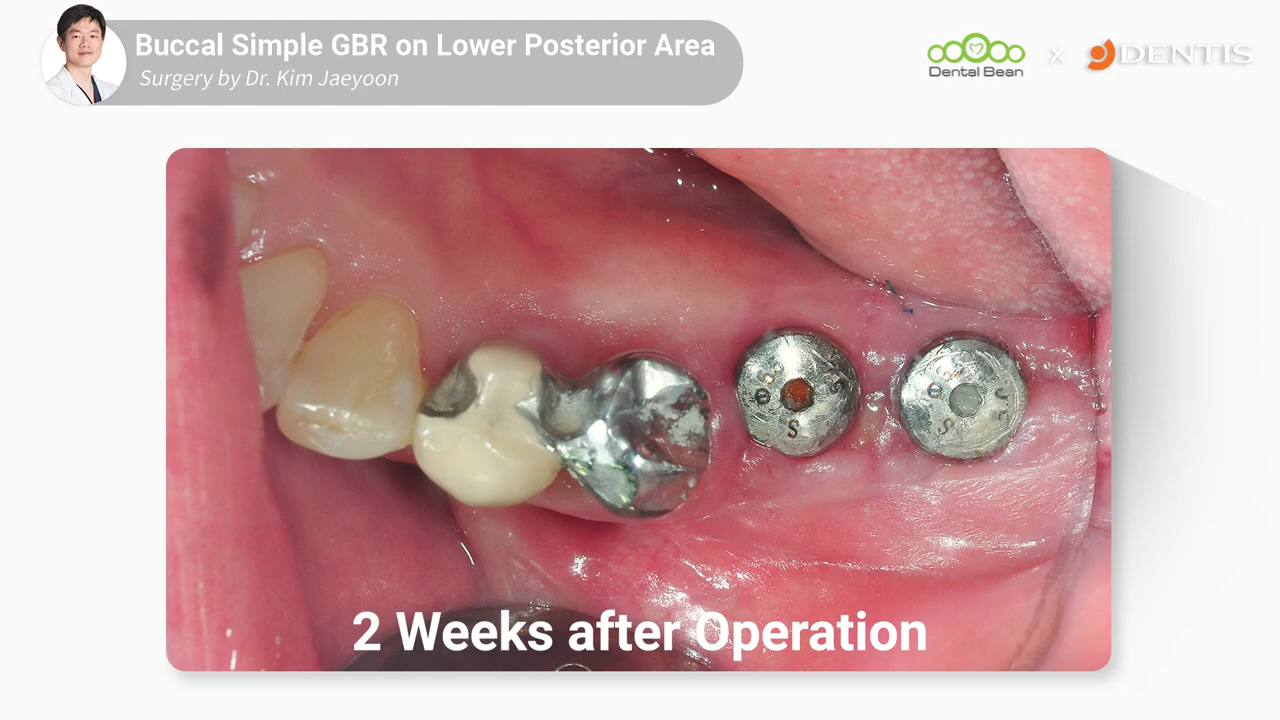 Buccal Simple GBR on Lower Posterior Area
Surgery by Dr. Kim Jaeyoon
Dental Bean
x
DENTIS
2 Weeks after Operation